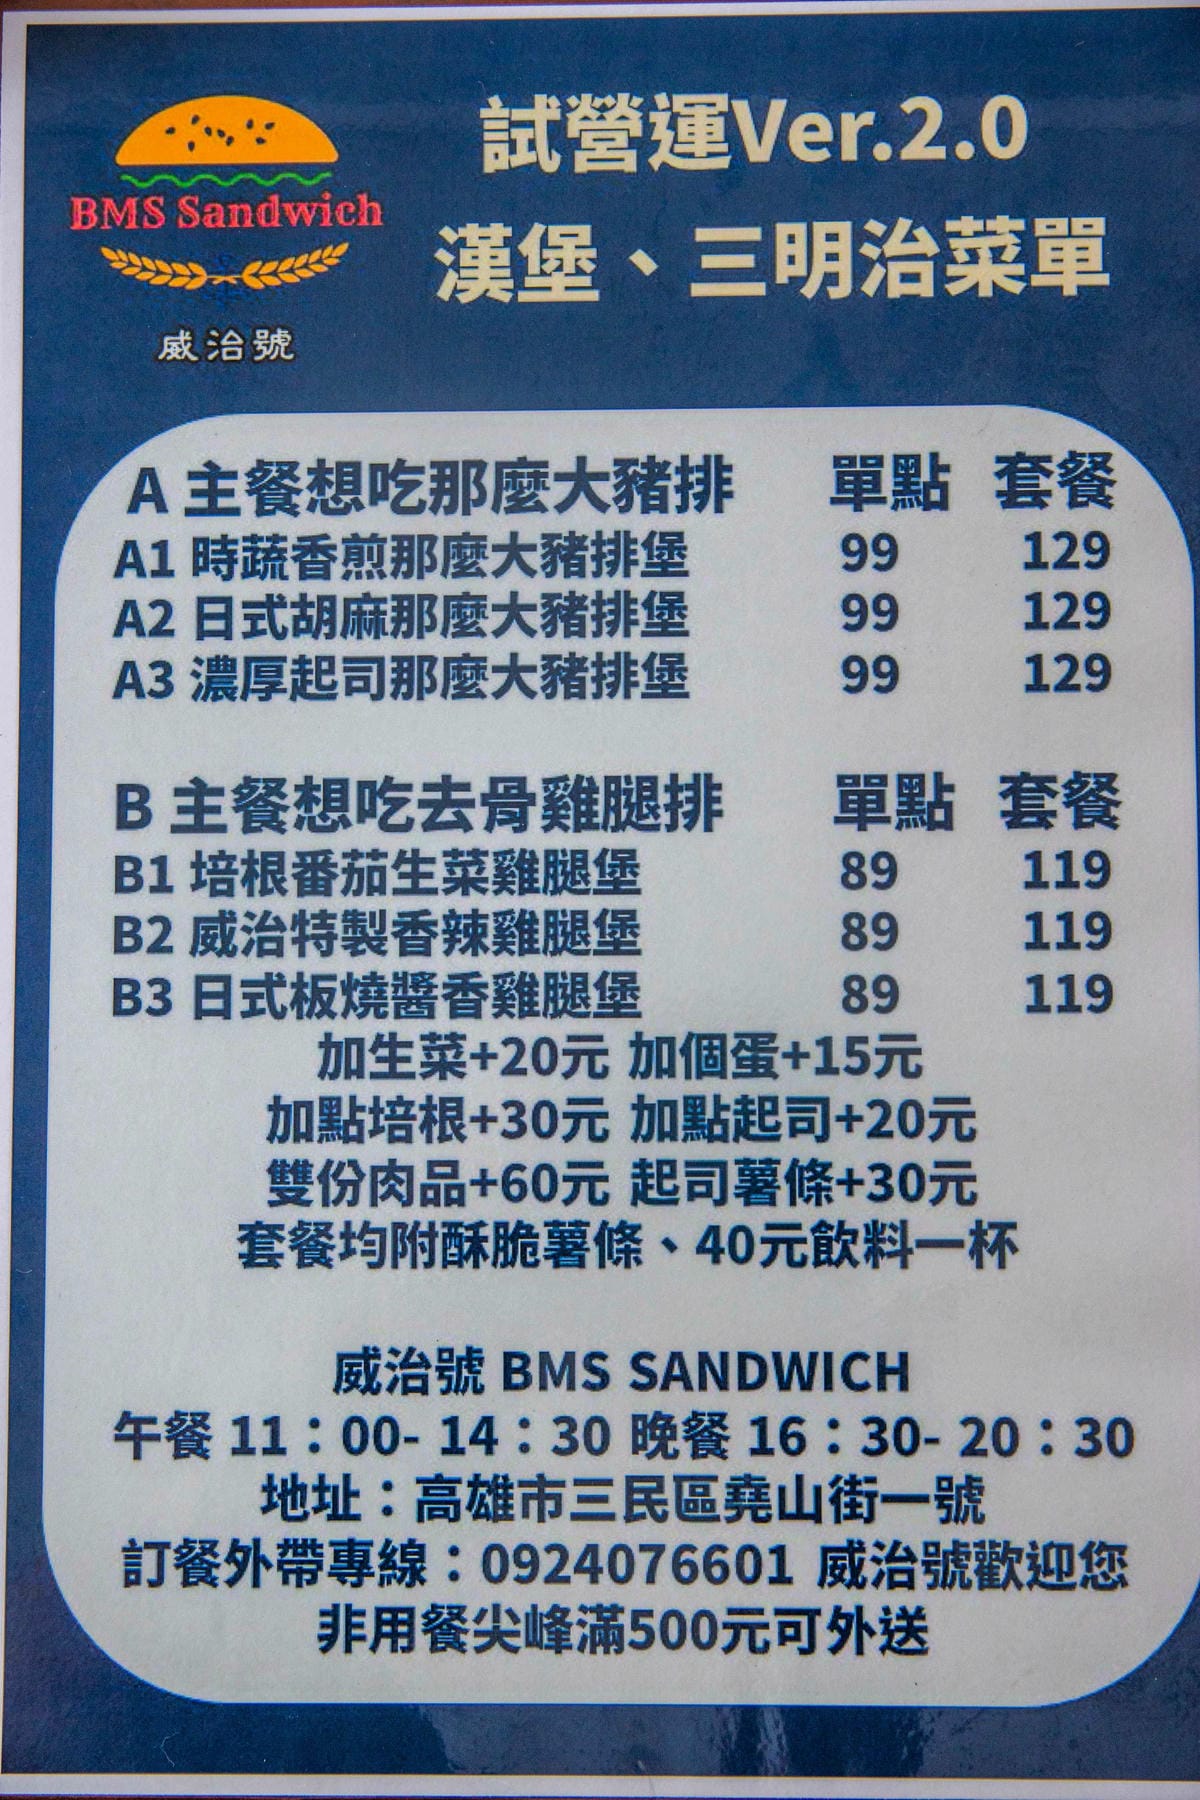 試營運Ver.2.0
漢堡、三明治菜單
BMS Sandwich
威治號
A 主餐想吃那麼大豬排 單點 套餐
A1 時蔬香煎那麼大豬排堡 99 129
A2 日式胡麻那麼大豬排堡 99 129
A3 濃厚起司那麼大豬排堡 99 129
B 主餐想吃去骨雞腿排 單點 套餐
B1 培根番茄生菜雞腿堡 89 119
B2 威治特製香辣雞腿堡 89 119
B3 日式板燒醬香雞腿堡 89 119
加生菜+20元 加個蛋+15元
加點培根+30元 加點起司+20元
雙份肉品+60元 起司薯條+30元
套餐均附酥脆薯條、40元飲料一杯
威治號 BMS SANDWICH
午餐 11：00- 14：30 晚餐 16：30- 20：30
地址：高雄市三民區堯山街一號
訂餐外帶專線：0924076601 威治號歡迎您
非用餐尖峰滿500元可外送